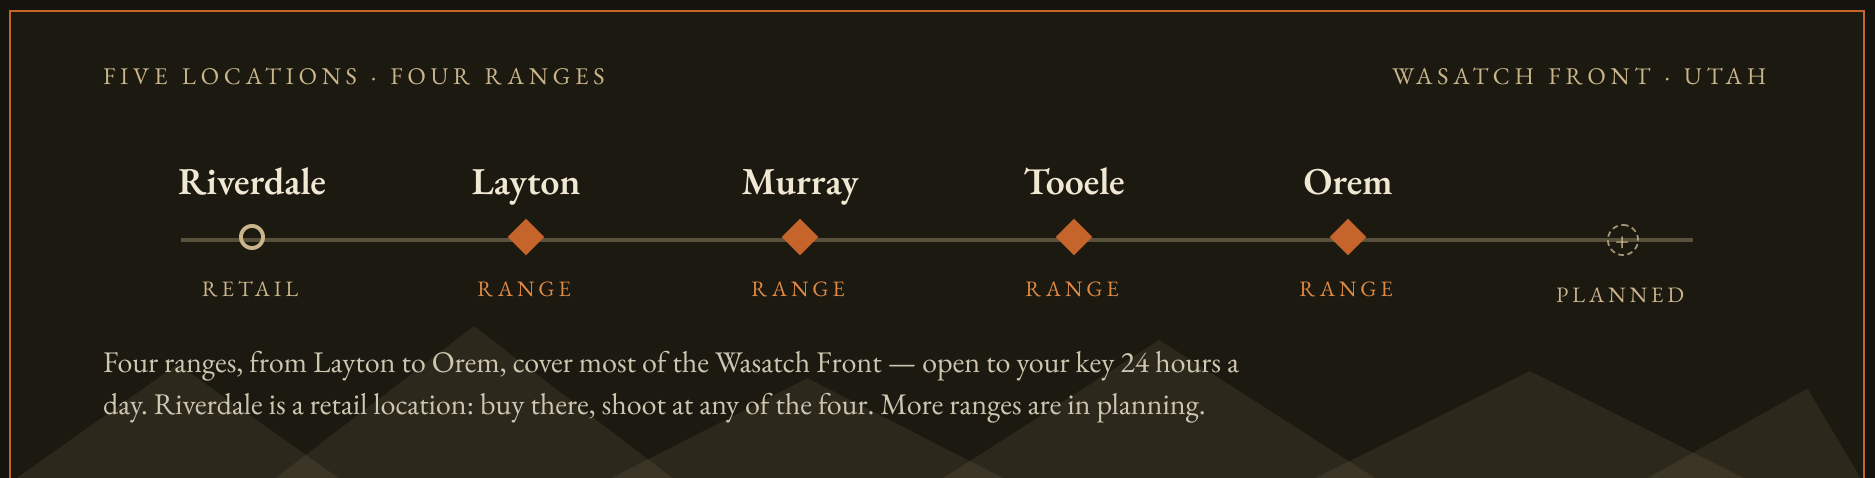 FIVE LOCATIONS · FOUR RANGES
WASATCH FRONT · UTAH
Riverdale
Layton
Murray
Tooele
Orem
+
RETAIL
RANGE
RANGE
RANGE
RANGE
PLANNED
Four ranges, from Layton to Orem, cover most of the Wasatch Front — open to your key 24 hours a
day. Riverdale is a retail location: buy there, shoot at any of the four. More ranges are in planning.